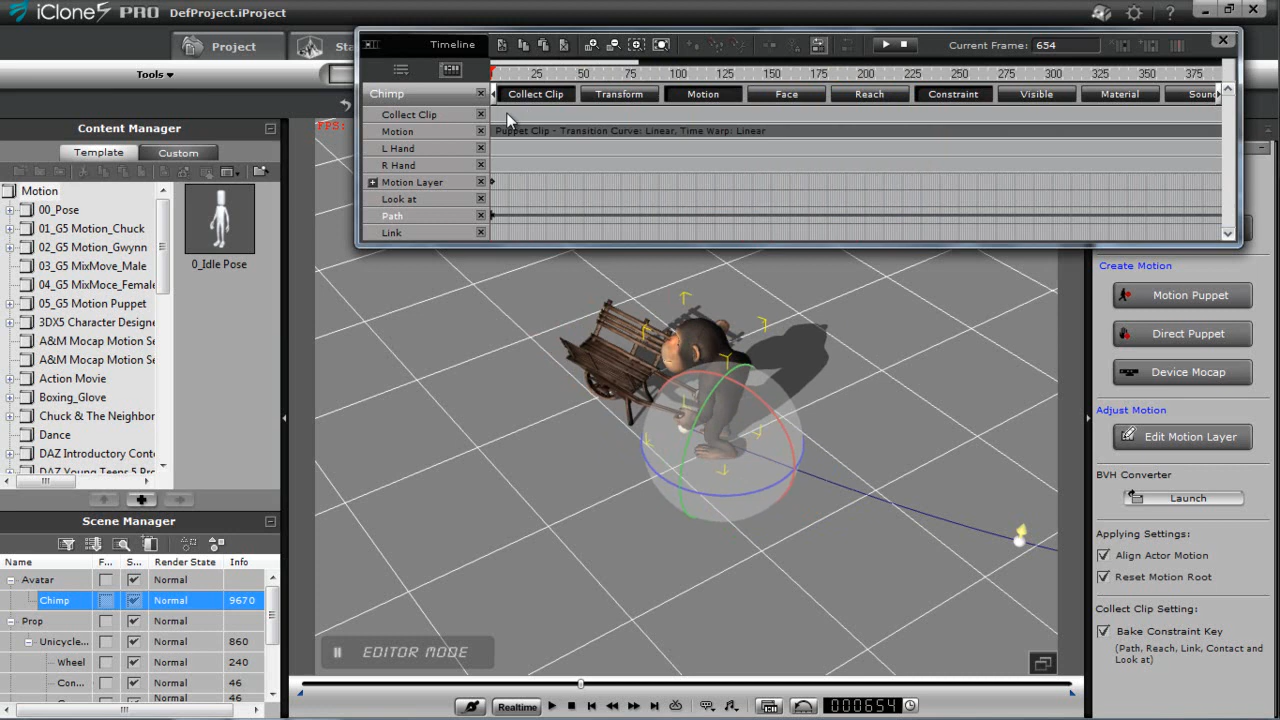 iClone5 PRO DefProject.iProject
Project Sta
Tools
Timeline
Current Frame: 654
25 50 75 100 125 150 175 200 225 250 275 300 325 350 375
Chimp Collect Clip Transform Motion Face Reach Constraint Visible Material Sound
Collect Clip
Motion Puppet Clip - Transition Curve: Linear, Time Warp: Linear
L Hand
R Hand
Motion Layer
Look at
Path
Link
FPS:
Content Manager
Template Custom
Motion
00_Pose
01_G5 Motion_Chuck
02_G5 Motion_Gwynn
03_G5 MixMove_Male
04_G5 MixMoce_Female
05_G5 Motion Puppet
3DX5 Character Designe
A&M Mocap Motion Se
A&M Mocap Motion Se
Action Movie
Boxing_Glove
Chuck & The Neighbor
Dance
DAZ Introductory Conte
DAZ Young Teens 5 Pro
0_Idle Pose
Scene Manager
Name F... S... Render State Info
Avatar Normal
Chimp Normal 9670
Prop Normal
Unicycle... Normal 860
Wheel Normal 240
Con... Normal 46
Normal 46
EDITOR MODE
Realtime
000654
Create Motion
Motion Puppet
Direct Puppet
Device Mocap
Adjust Motion
Edit Motion Layer
BVH Converter
Launch
Applying Settings:
Align Actor Motion
Reset Motion Root
Collect Clip Setting:
Bake Constraint Key
(Path, Reach, Link, Contact and
Look at)